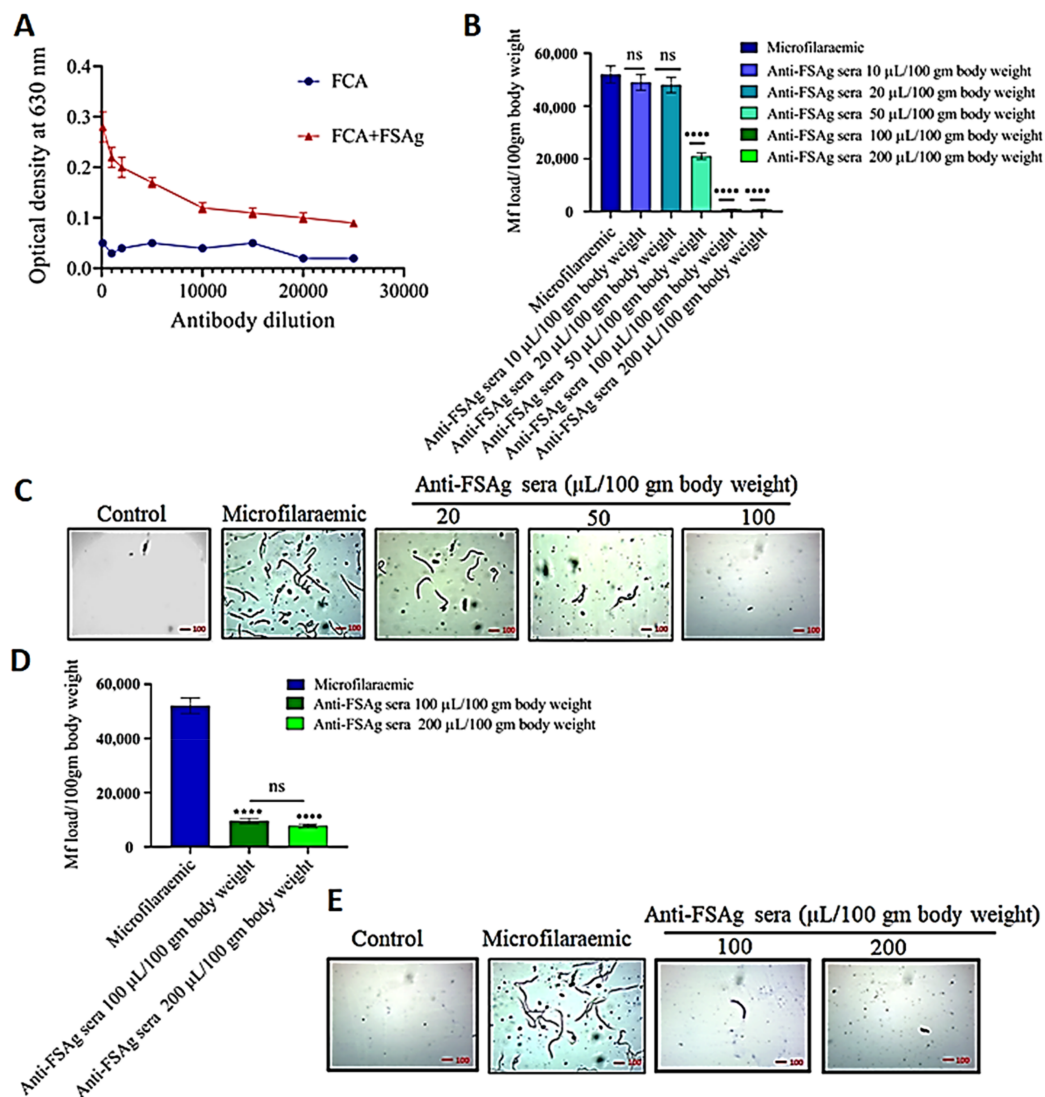 A
Optical density at 630 nm
0.4
0.3
0.2
0.1
0.0
0
10000
20000
30000
Antibody dilution
FCA
FCA+FSAg
B
Mf load/100gm body weight
60,000
40,000
20,000
0
ns
ns
••••
••••
••••
Microfilaraemic
Anti-FSAg sera 10 µL/100 gm body weight
Anti-FSAg sera 20 µL/100 gm body weight
Anti-FSAg sera 50 µL/100 gm body weight
Anti-FSAg sera 100 µL/100 gm body weight
Anti-FSAg sera 200 µL/100 gm body weight
Microfilaraemic
Anti-FSAg sera 10 µL/100 gm body weight
Anti-FSAg sera 20 µL/100 gm body weight
Anti-FSAg sera 50 µL/100 gm body weight
Anti-FSAg sera 100 µL/100 gm body weight
Anti-FSAg sera 200 µL/100 gm body weight
C
Anti-FSAg sera (µL/100 gm body weight)
Control
Microfilaraemic
20
50
100
100
100
100
100
100
D
Mf load/100gm body weight
60,000
40,000
20,000
0
ns
••••
••••
Microfilaraemic
Anti-FSAg sera 100 µL/100 gm body weight
Anti-FSAg sera 200 µL/100 gm body weight
Microfilaraemic
Anti-FSAg sera 100 µL/100 gm body weight
Anti-FSAg sera 200 µL/100 gm body weight
E
Anti-FSAg sera (µL/100 gm body weight)
Control
Microfilaraemic
100
200
100
100
100
100